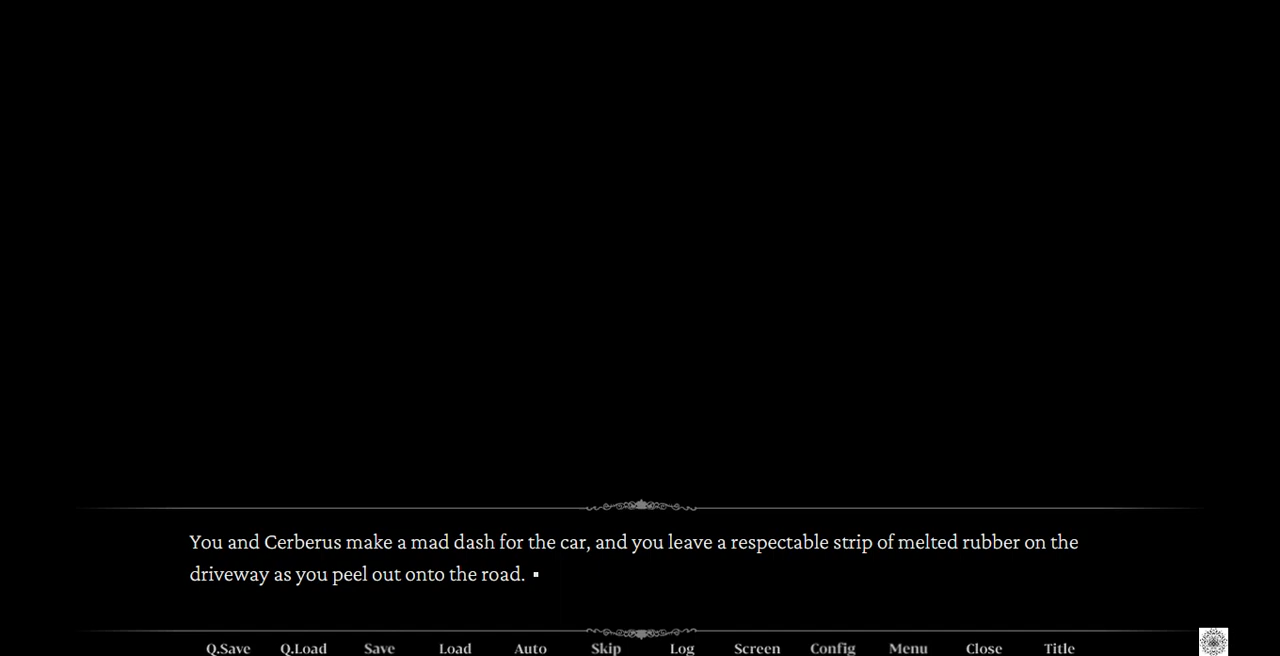 You and Cerberus make a mad dash for the car, and you leave a respectable strip of melted rubber on the
driveway as you peel out onto the road.
Q.Save Q.Load Save Load Auto Skip Log Screen Config Menu Close Title